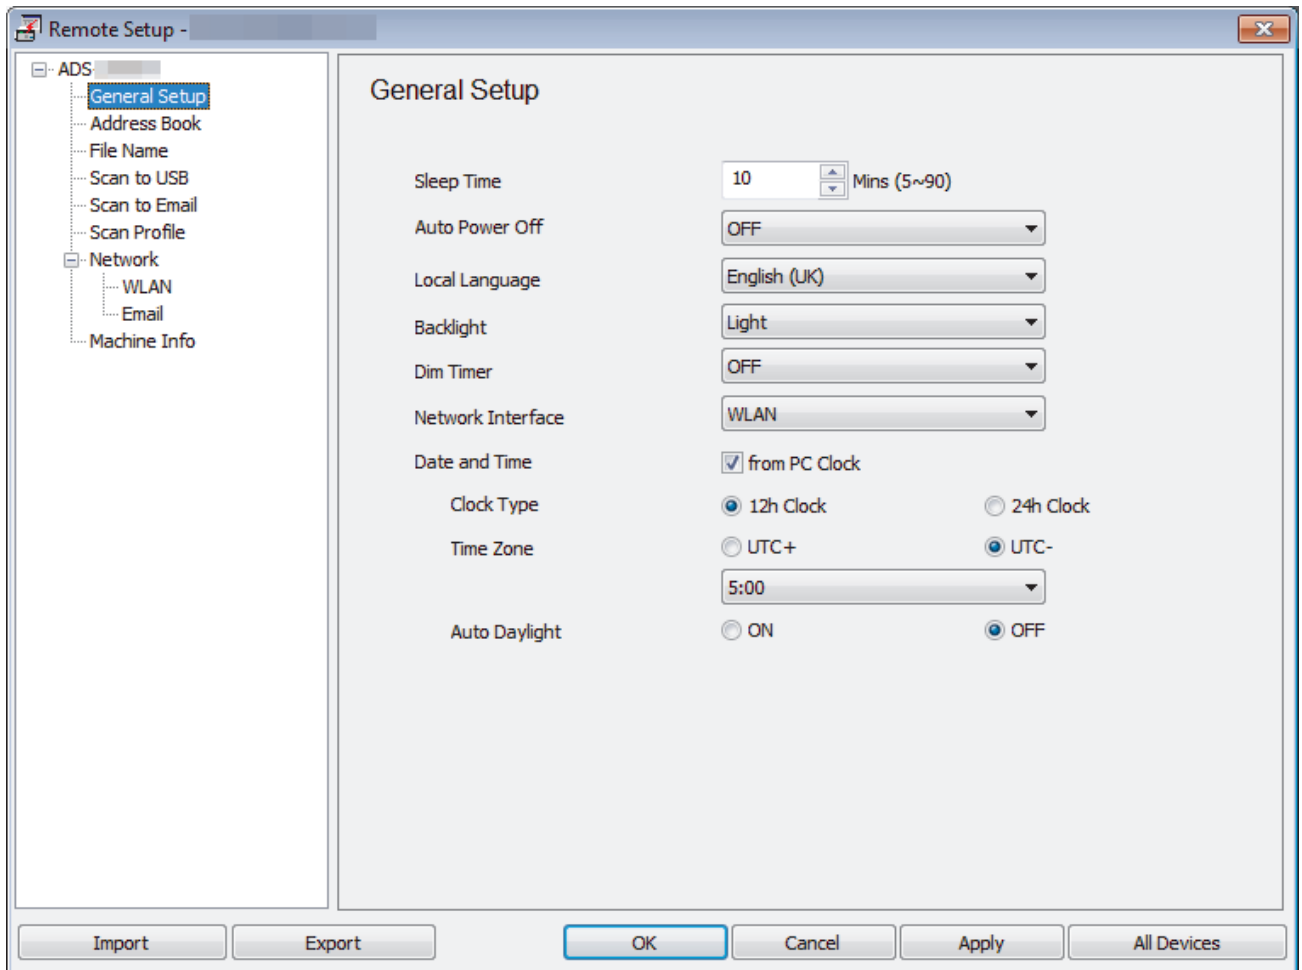 Remote Setup -
ADS-
General Setup
Address Book
File Name
Scan to USB
Scan to Email
Scan Profile
Network
WLAN
Email
Machine Info
General Setup
Sleep Time 10 Mins (5~90)
Auto Power Off OFF
Local Language English (UK)
Backlight Light
Dim Timer OFF
Network Interface WLAN
Date and Time from PC Clock
Clock Type 12h Clock 24h Clock
Time Zone UTC+ UTC-
5:00
Auto Daylight ON OFF
Import Export OK Cancel Apply All Devices